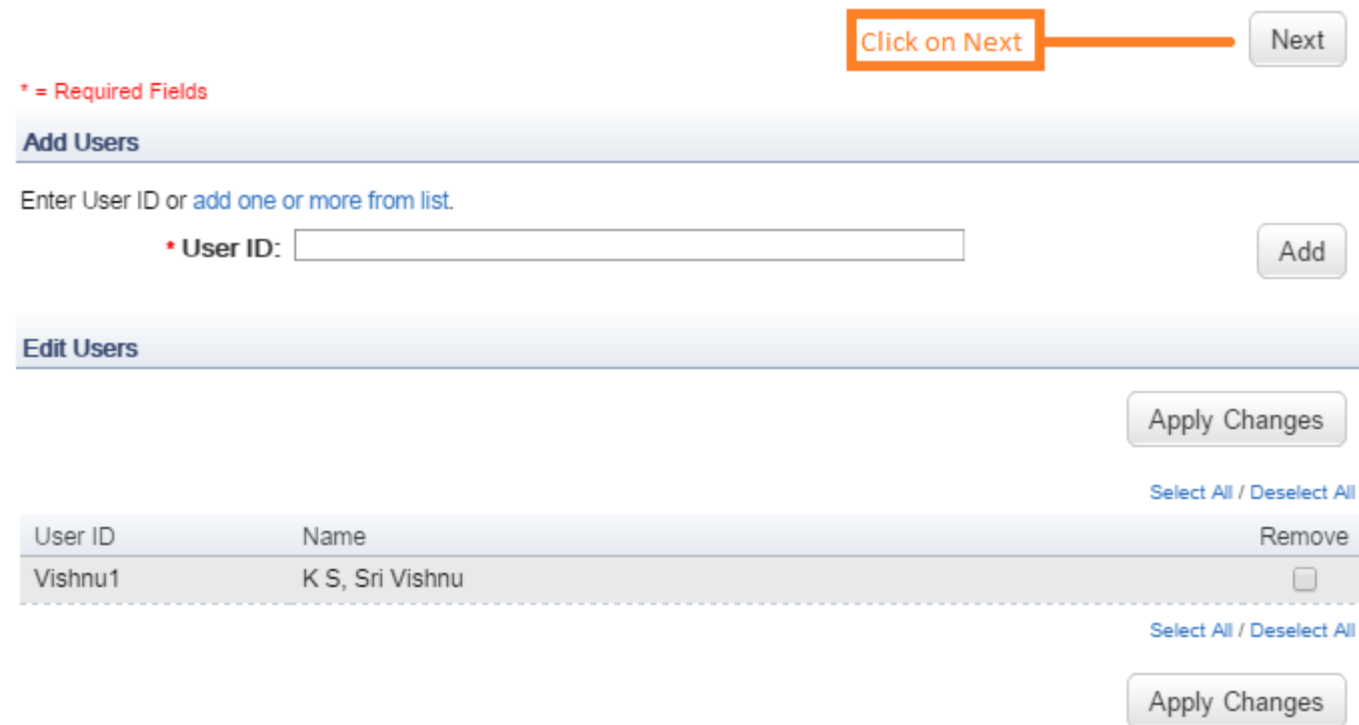 Click on Next Next
* = Required Fields
Add Users
Enter User ID or add one or more from list.
* User ID:
Add
Edit Users
Apply Changes
Select All / Deselect All
User ID Name Remove
Vishnu1 K S, Sri Vishnu
Select All / Deselect All
Apply Changes